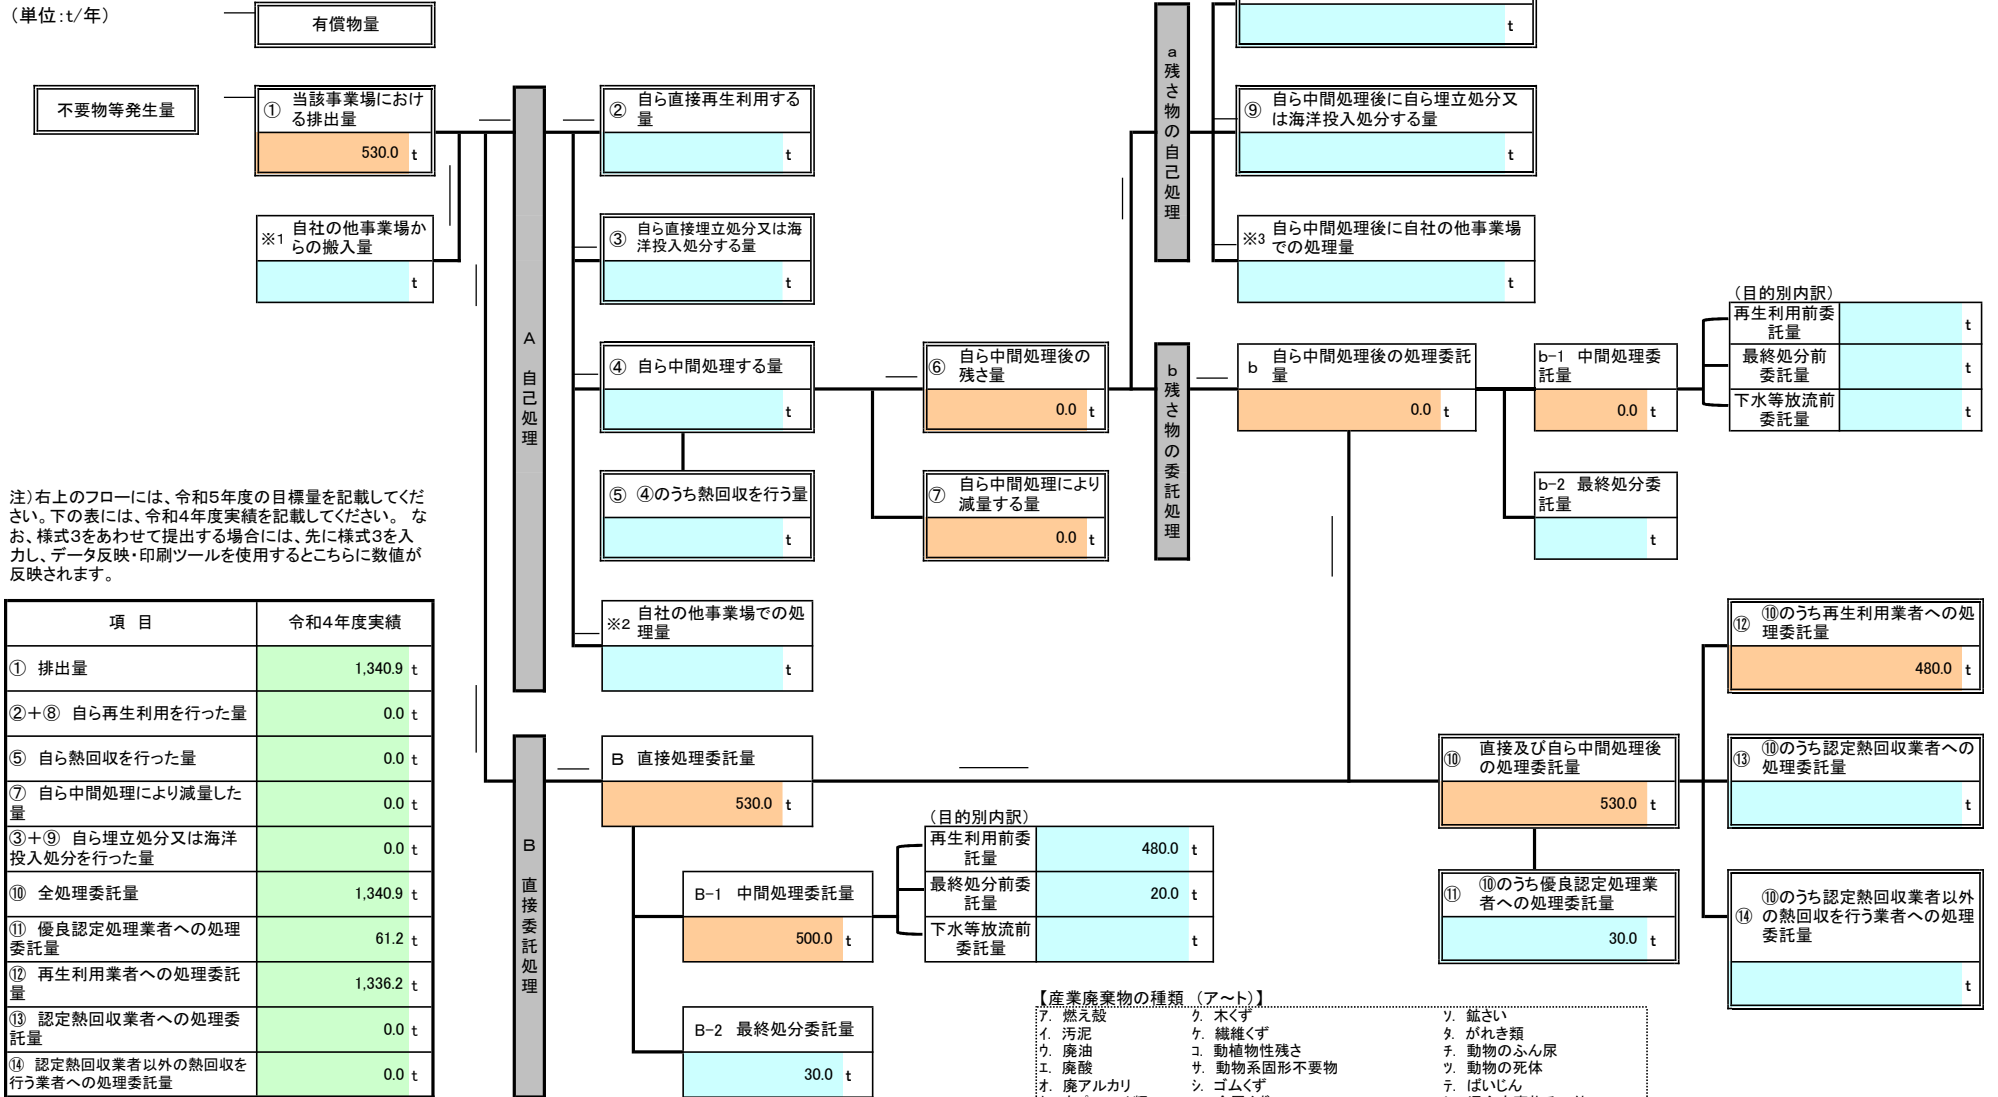 （単位:t/年）
有償物量
t
不要物等発生量
① 当該事業場におけ
る排出量
530.0 t
※1 自社の他事業場か
らの搬入量
t
A 自己処理
② 自ら直接再生利用する
量
t
③ 自ら直接埋立処分又は海
洋投入処分する量
t
④ 自ら中間処理する量
t
⑤ ④のうち熱回収を行う量
t
※2 自社の他事業場での処
理量
t
⑥ 自ら中間処理後の
残さ量
0.0 t
⑦ 自ら中間処理により
減量する量
0.0 t
a 残さ物の自己処理
⑨ 自ら中間処理後に自ら埋立処分又
は海洋投入処分する量
t
※3 自ら中間処理後に自社の他事業場
での処理量
t
b 残さ物の委託処理
b 自ら中間処理後の処理委託
量
0.0 t
b-1 中間処理委
託量
0.0 t
b-2 最終処分委
託量
t
（目的別内訳）
再生利用前委
託量
t
最終処分前
委託量
t
下水等放流前
委託量
t
注）右上のフローには、令和５年度の目標量を記載してくだ
さい。下の表には、令和４年度実績を記載してください。 な
お、様式３をあわせて提出する場合には、先に様式３を入
力し、データ反映・印刷ツールを使用するとこちらに数値が
反映されます。
項 目 令和４年度実績
① 排出量 1,340.9 t
②＋⑧ 自ら再生利用を行った量 0.0 t
⑤ 自ら熱回収を行った量 0.0 t
⑦ 自ら中間処理により減量した
量 0.0 t
③＋⑨ 自ら埋立処分又は海洋
投入処分を行った量 0.0 t
⑩ 全処理委託量 1,340.9 t
⑪ 優良認定処理業者への処理
委託量 61.2 t
⑫ 再生利用業者への処理委託
量 1,336.2 t
⑬ 認定熱回収業者への処理委
託量 0.0 t
⑭ 認定熱回収業者以外の熱回収を
行う業者への処理委託量 0.0 t
B 直接委託処理
B 直接処理委託量
530.0 t
B-1 中間処理委託量
500.0 t
B-2 最終処分委託量
30.0 t
（目的別内訳）
再生利用前委
託量
480.0 t
最終処分前委
託量
20.0 t
下水等放流前
委託量
t
⑩ 直接及び自ら中間処理後
の処理委託量
530.0 t
⑪ ⑩のうち優良認定処理業
者への処理委託量
30.0 t
⑫ ⑩のうち再生利用業者への処
理委託量
480.0 t
⑬ ⑩のうち認定熱回収業者への
処理委託量
t
⑭ ⑩のうち認定熱回収業者以外
の熱回収を行う業者への処理
委託量
t
【産業廃棄物の種類 （ア～ト）】
ア. 燃え殻 ク. 木くず ソ. 鉱さい
イ. 汚泥 ケ. 繊維くず タ. がれき類
ウ. 廃油 コ. 動植物性残さ チ. 動物のふん尿
エ. 廃酸 サ. 動物系固形不要物 ツ. 動物の死体
オ. 廃アルカリ シ. ゴムくず テ. ばいじん